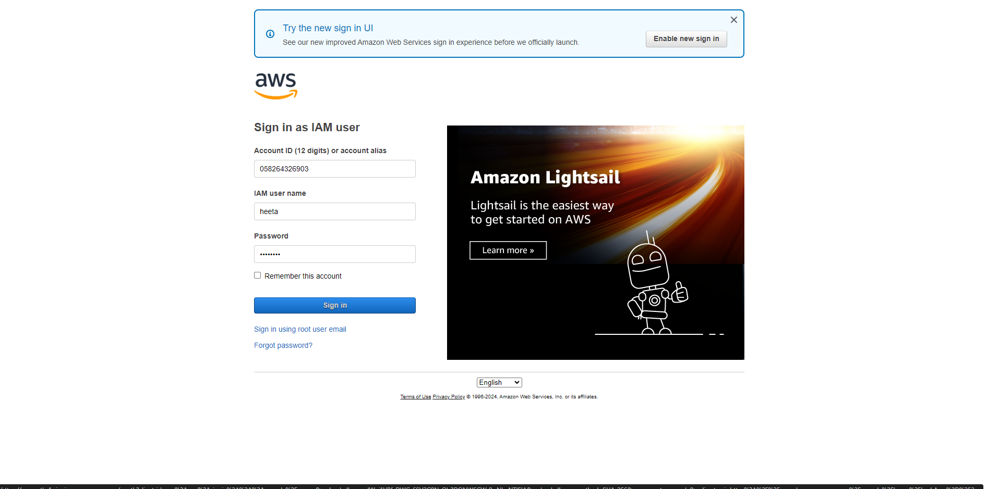 Try the new sign in UI
See our new improved Amazon Web Services sign in experience before we officially launch.
Enable new sign in
aws
Sign in as IAM user
Account ID (12 digits) or account alias
058264326903
IAM user name
heeta
Password
••••••••
Remember this account
Sign in
Sign in using root user email
Forgot password?
Amazon Lightsail
Lightsail is the easiest way
to get started on AWS
Learn more »
English
Terms of Use Privacy Policy © 1996-2024, Amazon Web Services, Inc. or its affiliates.